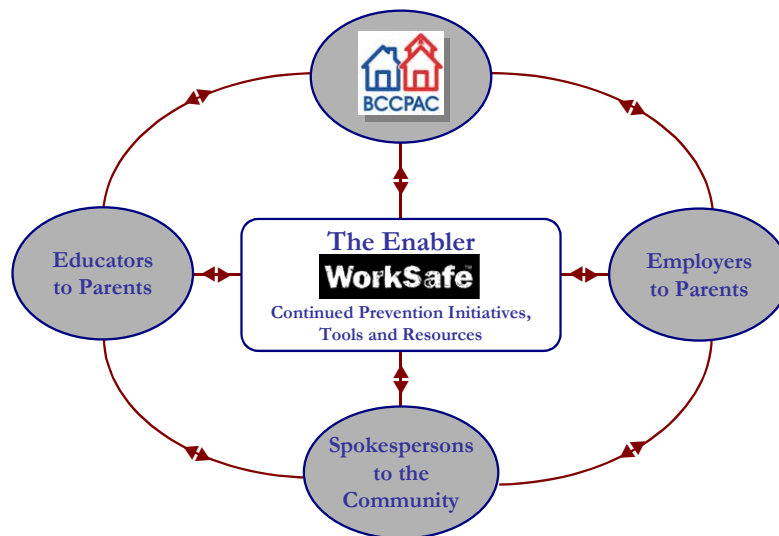 BCCPAC
Educators
to Parents
The Enabler
WorkSafe™
Continued Prevention Initiatives,
Tools and Resources
Employers
to Parents
Spokespersons
to the
Community